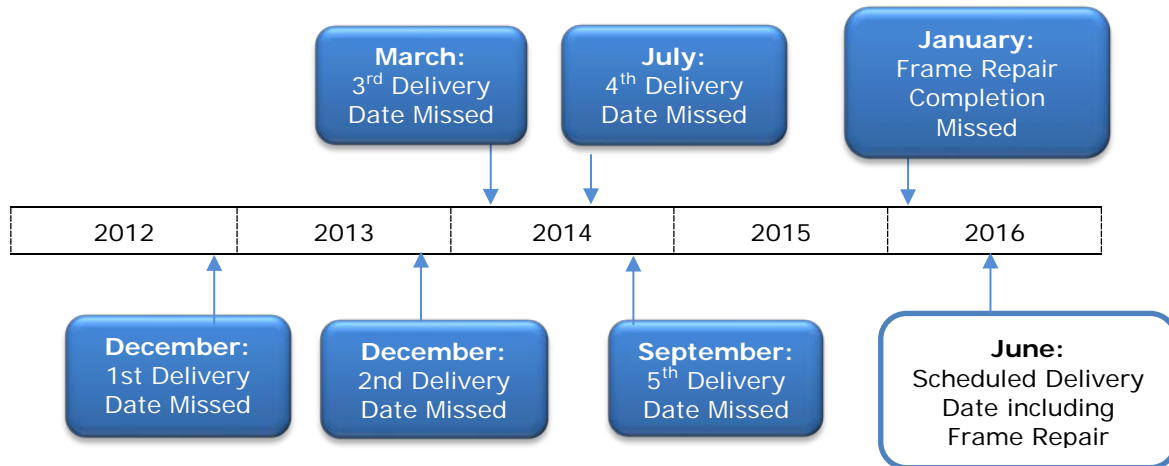 March:
3rd Delivery
Date Missed
July:
4th Delivery
Date Missed
January:
Frame Repair
Completion
Missed
2012
2013
2014
2015
2016
December:
1st Delivery
Date Missed
December:
2nd Delivery
Date Missed
September:
5th Delivery
Date Missed
June:
Scheduled Delivery
Date including
Frame Repair